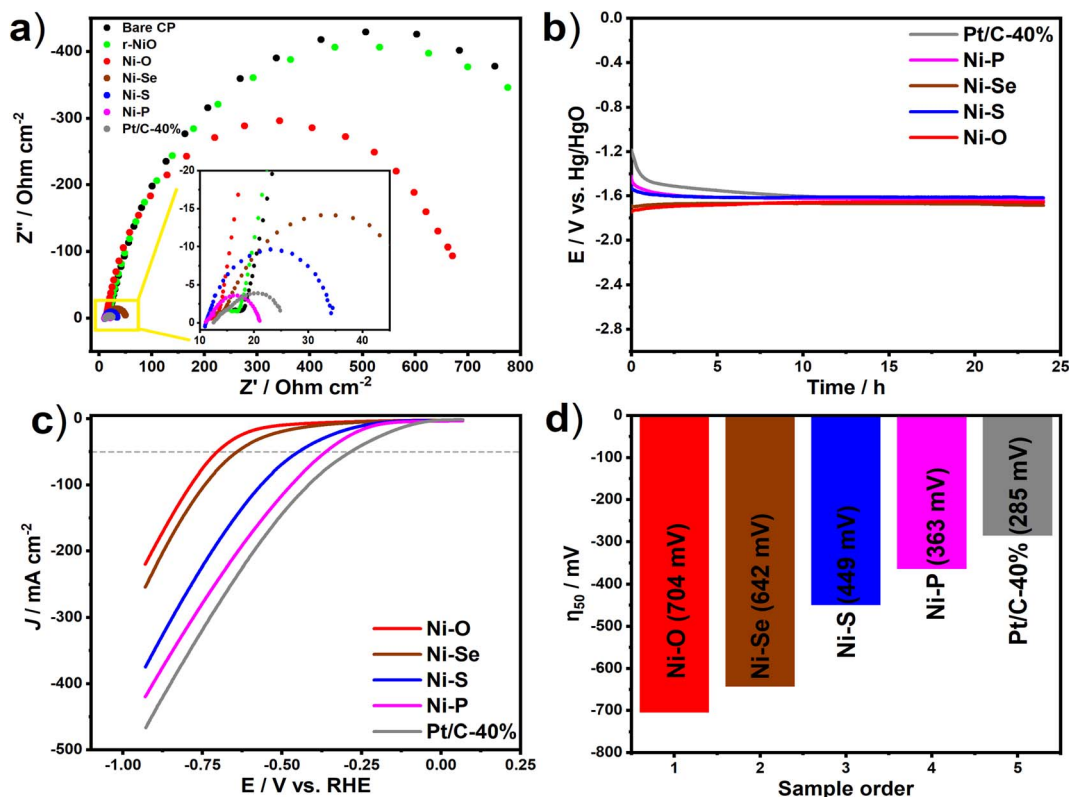 a)
Bare CP
r-NiO
Ni-O
Ni-Se
Ni-S
Ni-P
Pt/C-40%
Z'' / Ohm cm-2
-400
-300
-200
-100
0
0 100 200 300 400 500 600 700 800
Z' / Ohm cm-2
-20
-15
-10
-5
0
10 20 30 40
b)
Pt/C-40%
Ni-P
Ni-Se
Ni-S
Ni-O
E / V vs. Hg/HgO
0.0
-0.4
-0.8
-1.2
-1.6
-2.0
-2.4
-2.8
0 5 10 15 20 25
Time / h
c)
J / mA cm-2
0
-100
-200
-300
-400
-500
Ni-O
Ni-Se
Ni-S
Ni-P
Pt/C-40%
-1.00 -0.75 -0.50 -0.25 0.00 0.25
E / V vs. RHE
d)
η50 / mV
0
-100
-200
-300
-400
-500
-600
-700
-800
Ni-O (704 mV)
Ni-Se (642 mV)
Ni-S (449 mV)
Ni-P (363 mV)
Pt/C-40% (285 mV)
1 2 3 4 5
Sample order